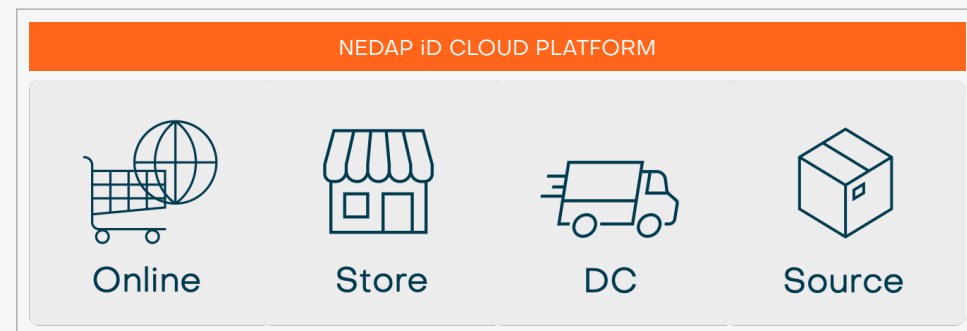 NEDAP iD CLOUD PLATFORM
Online
Store
DC
Source